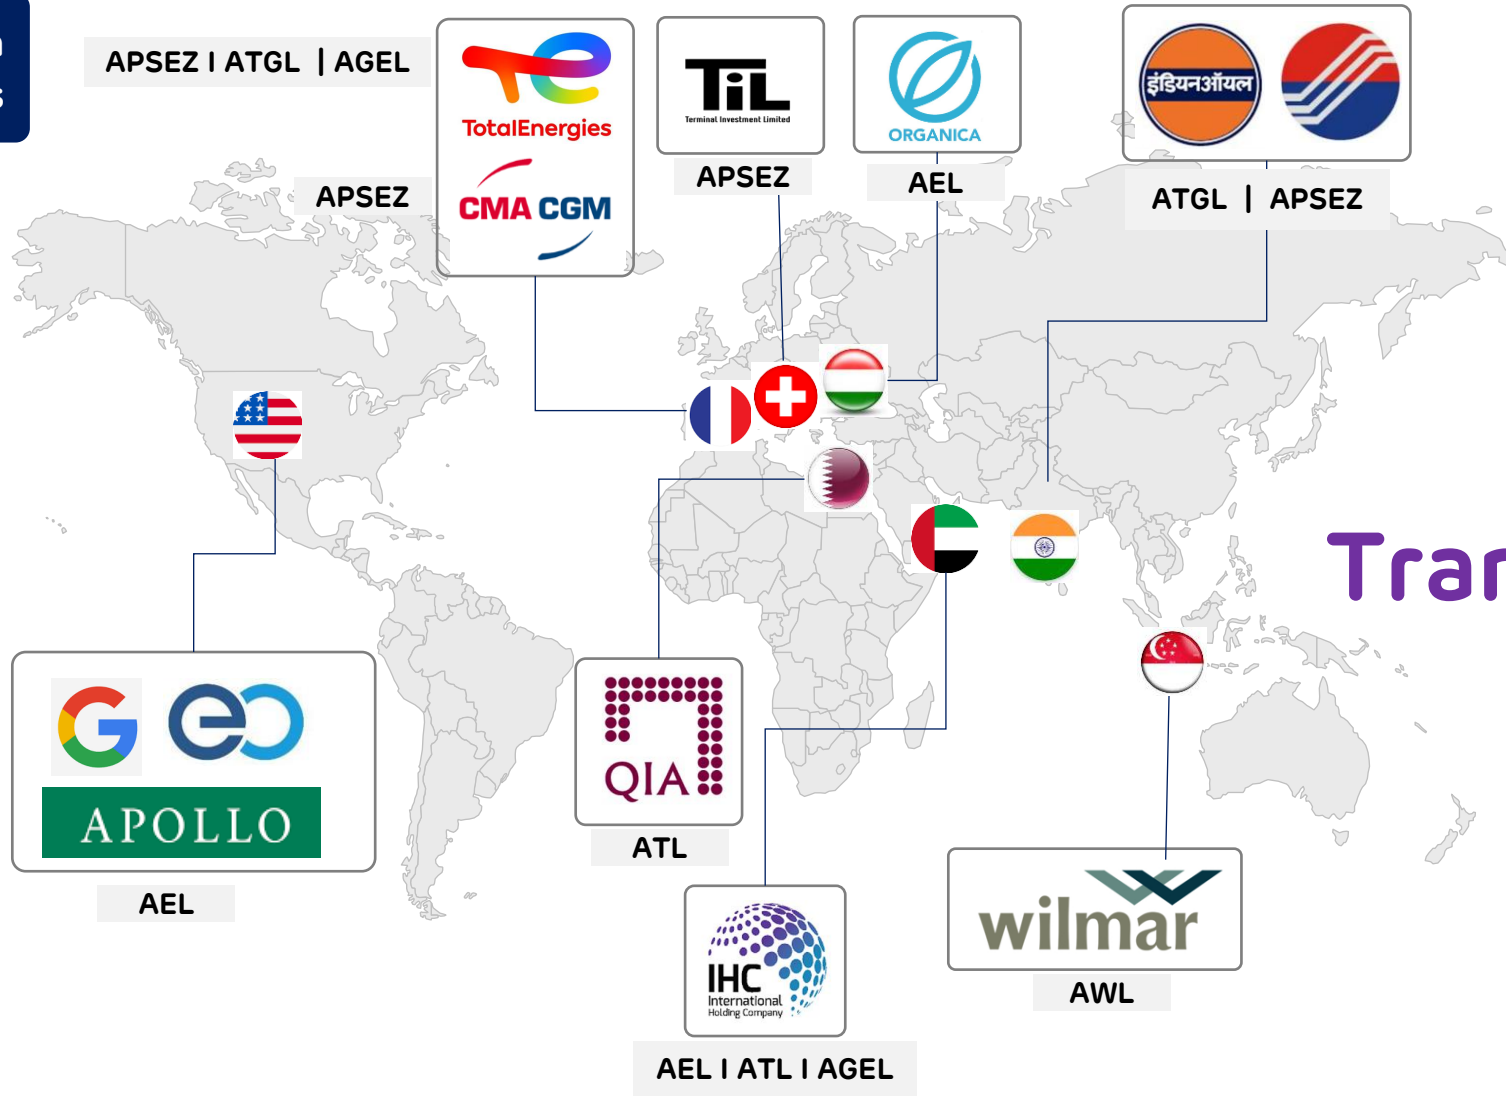 APSEZ I ATGL | AGEL
TotalEnergies
APSEZ
CMA CGM
TiL
Terminal Investment Limited
APSEZ
ORGANICA
AEL
इंडियनऑयल
ATGL | APSEZ
APOLLO
AEL
QIA
ATL
IHC
International
Holding Company
AEL I ATL I AGEL
wilmar
AWL